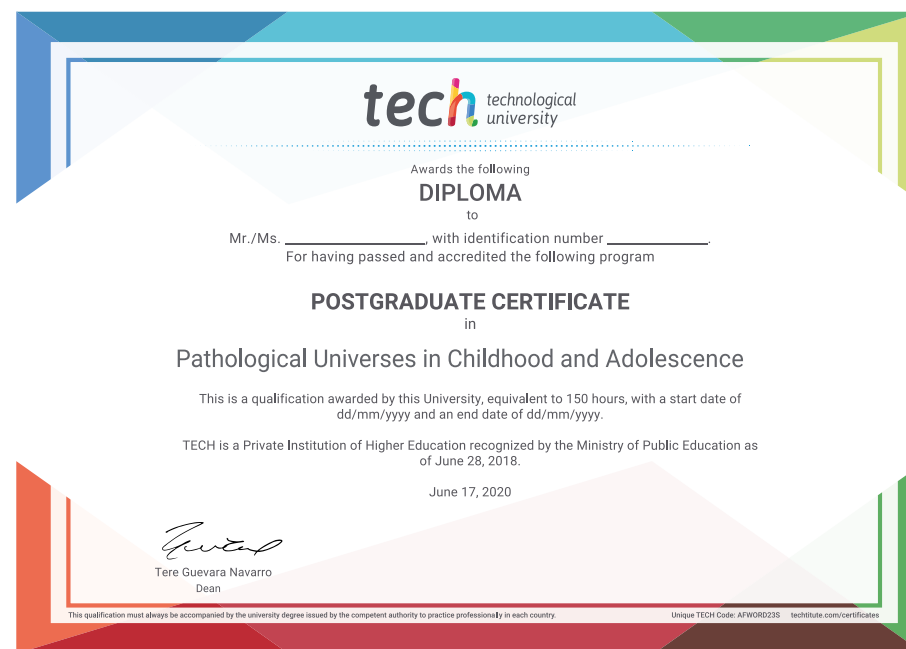 tech technological
university
Awards the following
DIPLOMA
to
Mr./Ms. ____________________, with identification number ______________.
For having passed and accredited the following program
POSTGRADUATE CERTIFICATE
in
Pathological Universes in Childhood and Adolescence
This is a qualification awarded by this University, equivalent to 150 hours, with a start date of
dd/mm/yyyy and an end date of dd/mm/yyyy.
TECH is a Private Institution of Higher Education recognized by the Ministry of Public Education as
of June 28, 2018.
June 17, 2020
Tere Guevara Navarro
Dean
This qualification must always be accompanied by the university degree issued by the competent authority to practice professionally in each country. Unique TECH Code: AFWORD23S techtitute.com/certificates